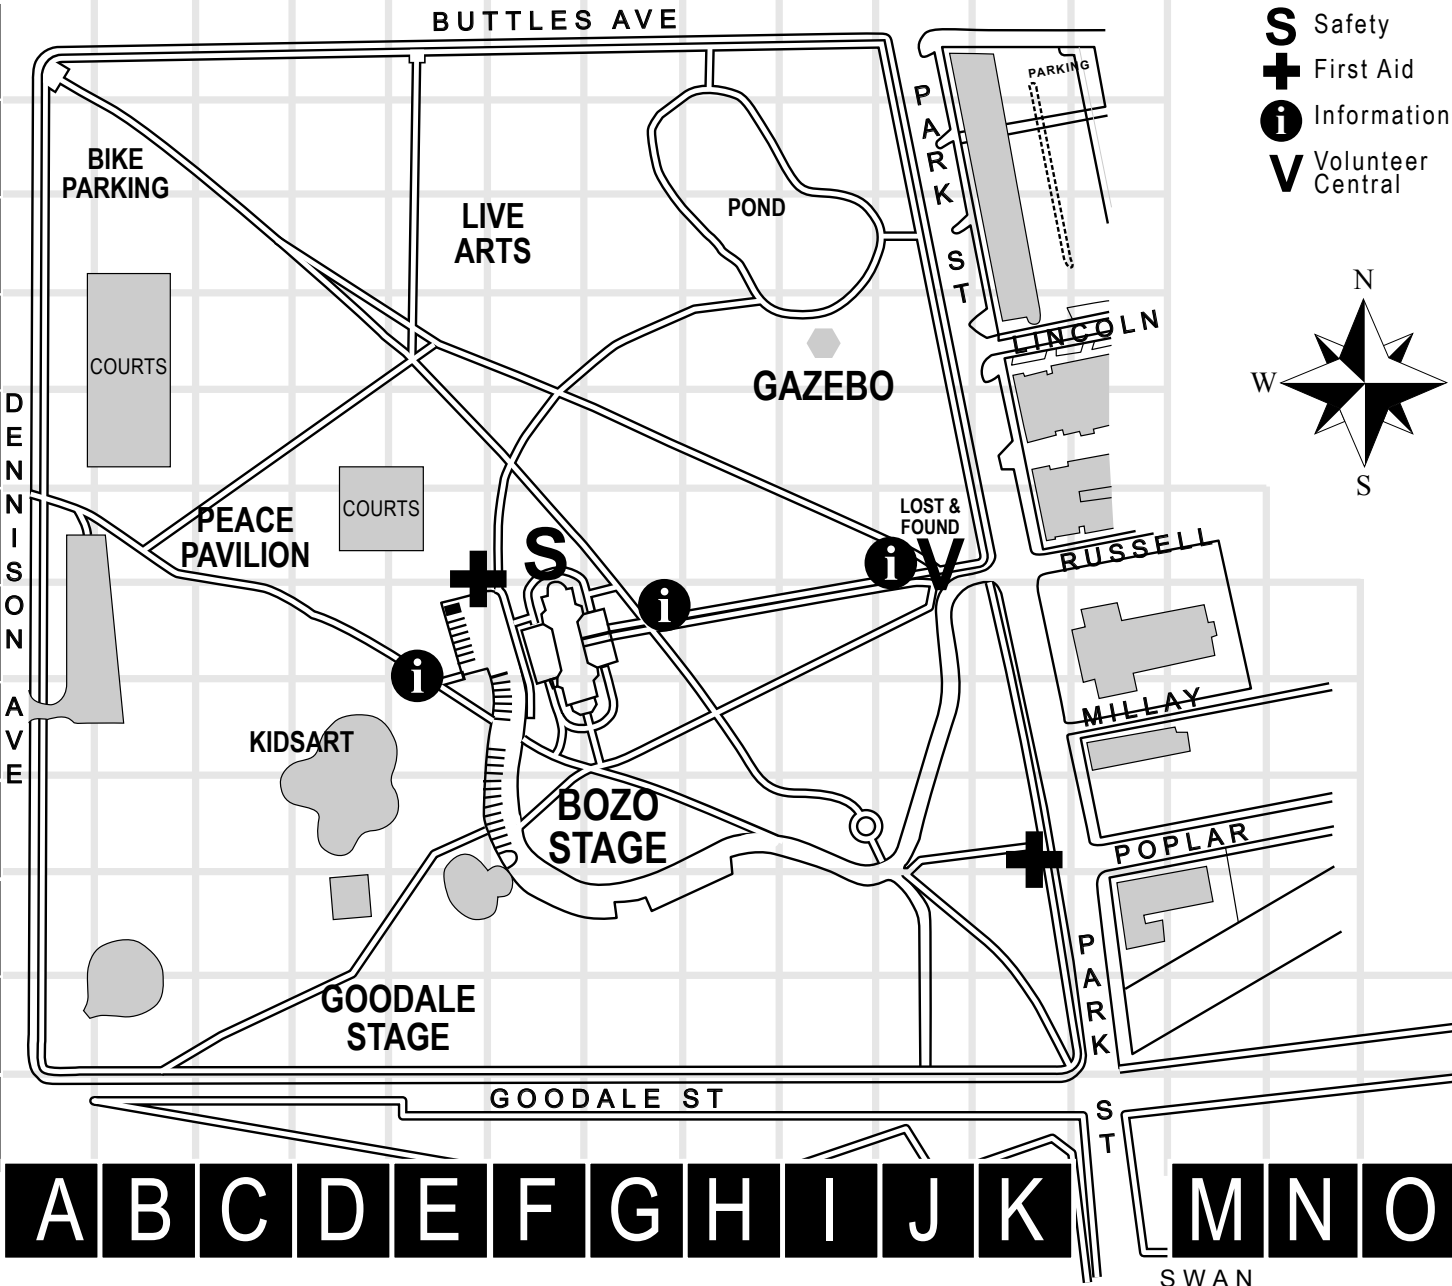 BUTTLES AVE
S Safety
First Aid
i Information
V Volunteer
Central
PARKING
PARK ST
BIKE
PARKING
LIVE
ARTS
POND
N
W
S
LINCOLN
COURTS
GAZEBO
DENNISON AVE
COURTS
PEACE
PAVILION
LOST &
FOUND
S
i
V
RUSSELL
i
i
MILLAY
KIDSART
BOZO
STAGE
POPLAR
GOODALE
STAGE
PARK ST
GOODALE ST
A B C D E F G H I J K M N O
SWAN